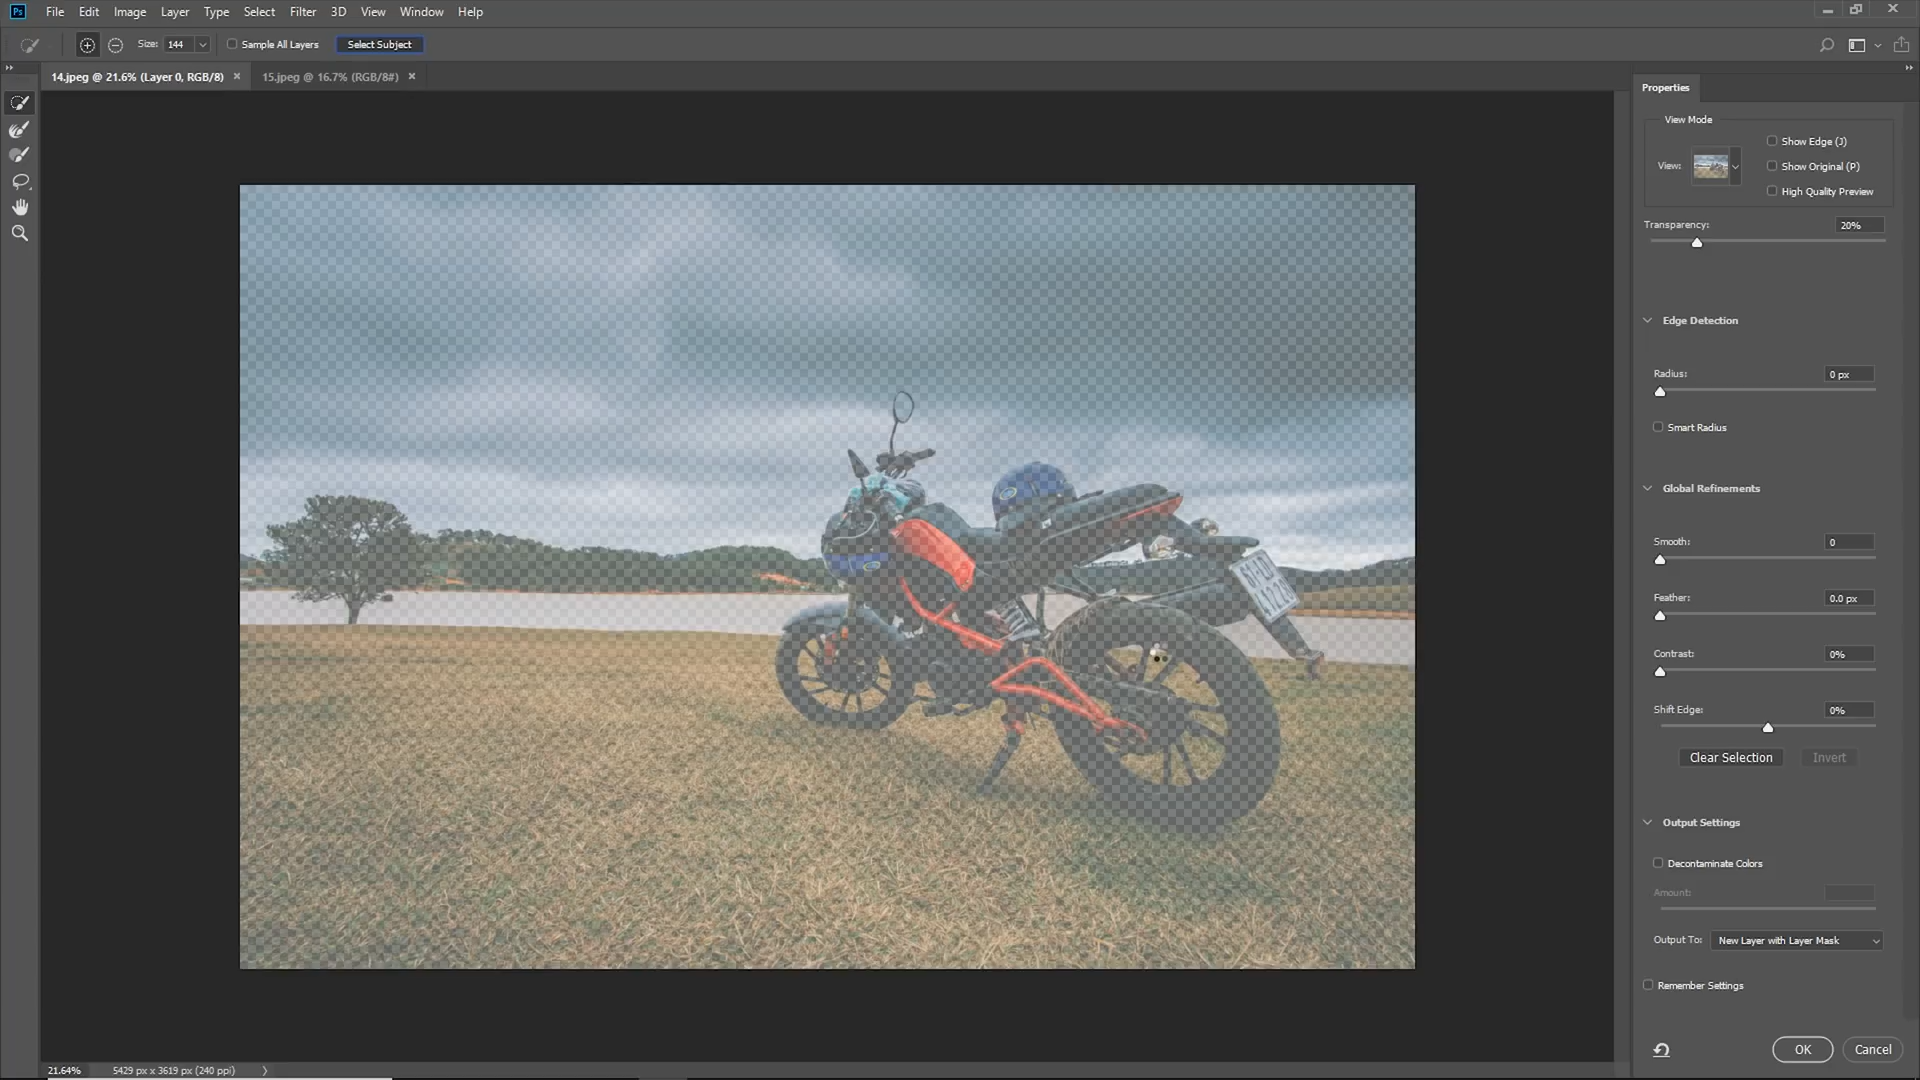 Ps File Edit Image Layer Type Select Filter 3D View Window Help
Size: 144 Sample All Layers Select Subject
14.jpeg @ 21.6% (Layer 0, RGB/8) × 15.jpeg @ 16.7% (RGB/8#) ×
Properties
View Mode
Show Edge (J)
View:
Show Original (P)
High Quality Preview
Transparency: 20%
Edge Detection
Radius: 0 px
Smart Radius
Global Refinements
Smooth: 0
Feather: 0.0 px
Contrast: 0%
Shift Edge: 0%
Clear Selection Invert
Output Settings
Decontaminate Colors
Amount:
Output To: New Layer with Layer Mask
Remember Settings
OK Cancel
21.64% 5429 px x 3619 px (240 ppi)